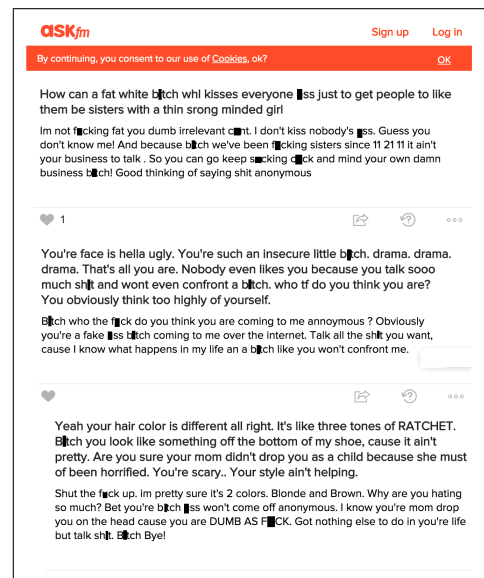 ASKfm
Sign up Log in
By continuing, you consent to our use of Cookies, ok? OK
How can a fat white b█tch whl kisses everyone █ss just to get people to like
them be sisters with a thin srong minded girl
Im not f█cking fat you dumb irrelevant c█nt. I don't kiss nobody's █ss. Guess you
don't know me! And because b█tch we've been f█cking sisters since 11 21 11 it ain't
your business to talk . So you can go keep s█cking d█ck and mind your own damn
business b█tch! Good thinking of saying shit anonymous
1
You're face is hella ugly. You're such an insecure little b█tch. drama. drama.
drama. That's all you are. Nobody even likes you because you talk sooo
much sh█t and wont even confront a b█tch. who tf do you think you are?
You obviously think too highly of yourself.
B█tch who the f█ck do you think you are coming to me annoymous ? Obviously
you're a fake █ss b█tch coming to me over the internet. Talk all the sh█t you want,
cause I know what happens in my life an a b█tch like you won't confront me.
Yeah your hair color is different all right. It's like three tones of RATCHET.
B█tch you look like something off the bottom of my shoe, cause it ain't
pretty. Are you sure your mom didn't drop you as a child because she must
of been horrified. You're scary.. Your style ain't helping.
Shut the f█ck up. im pretty sure it's 2 colors. Blonde and Brown. Why are you hating
so much? Bet you're b█tch █ss won't come off anonymous. I know you're mom drop
you on the head cause you are DUMB AS F█CK. Got nothing else to do in you're life
but talk sh█t. B█tch Bye!